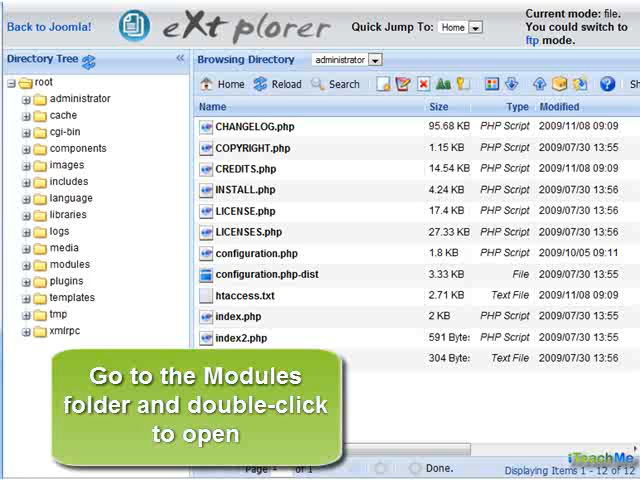 Back to Joomla!
eXtplorer
Quick Jump To: Home
Current mode: file.
You could switch to
ftp mode.
Directory Tree
Browsing Directory administrator
Home Reload Search Sh
root
administrator
cache
cgi-bin
components
images
includes
language
libraries
logs
media
modules
plugins
templates
tmp
xmlrpc
Name Size Type Modified
CHANGELOG.php 95.68 KB PHP Script 2009/11/08 09:09
COPYRIGHT.php 1.15 KB PHP Script 2009/07/30 13:55
CREDITS.php 14.54 KB PHP Script 2009/11/08 09:09
INSTALL.php 4.24 KB PHP Script 2009/07/30 13:56
LICENSE.php 17.4 KB PHP Script 2009/07/30 13:56
LICENSES.php 27.33 KB PHP Script 2009/07/30 13:56
configuration.php 1.8 KB PHP Script 2009/10/05 09:11
configuration.php-dist 3.33 KB File 2009/07/30 13:55
htaccess.txt 2.71 KB Text File 2009/11/08 09:09
index.php 2 KB PHP Script 2009/07/30 13:55
index2.php 591 Byte: PHP Script 2009/07/30 13:55
304 Byte: Text File 2009/07/30 13:56
Go to the Modules
folder and double-click
to open
iTeachMe
Page of 1 Done. Displaying Items 1 - 12 of 12